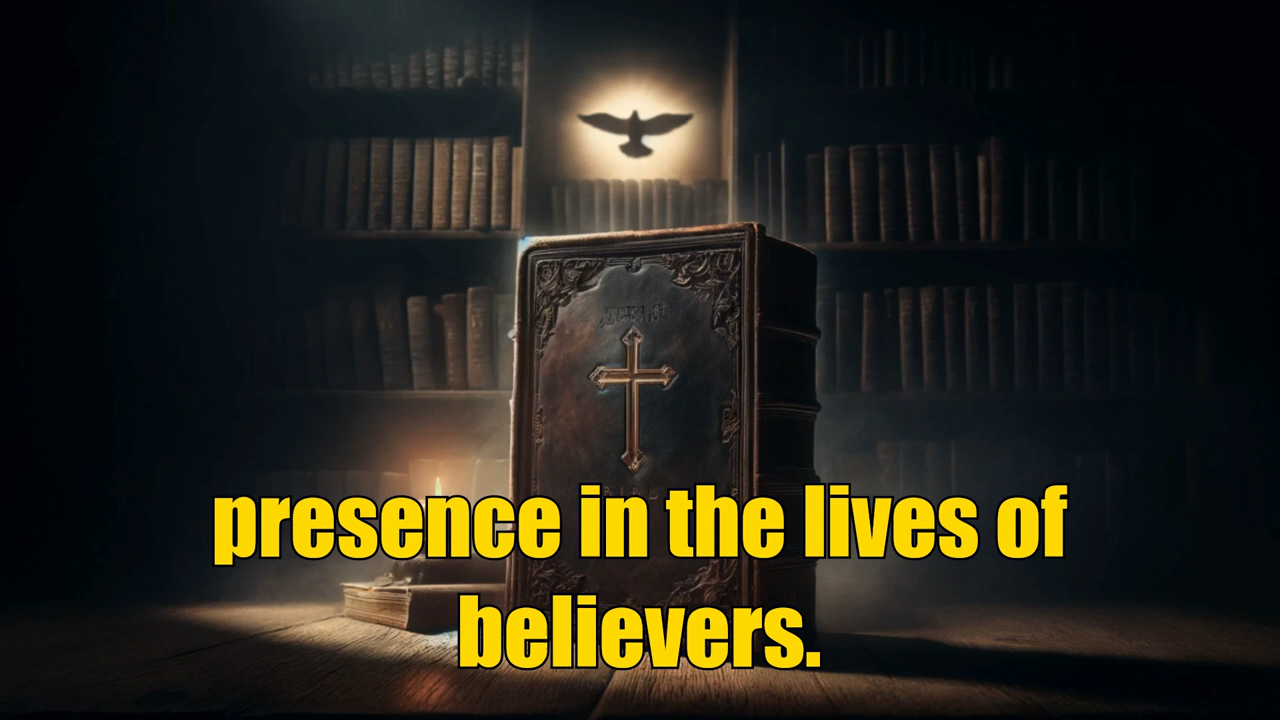 presence in the lives of
believers.